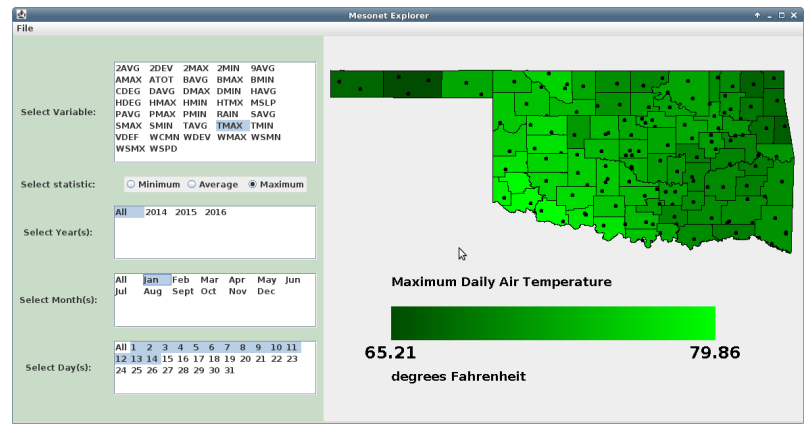 Mesonet Explorer
File
Select Variable:
2AVG 2DEV 2MAX 2MIN 9AVG
AMAX ATOT BAVG BMAX BMIN
CDEG DAVG DMAX DMIN HAVG
HDEG HMAX HMIN HTMX MSLP
PAVG PMAX PMIN RAIN SAVG
SMAX SMIN TAVG TMAX TMIN
VDEF WCMN WDEV WMAX WSMN
WSMX WSPD
Select statistic:
Minimum Average Maximum
Select Year(s):
All 2014 2015 2016
Select Month(s):
All Jan Feb Mar Apr May Jun
Jul Aug Sept Oct Nov Dec
Select Day(s):
All 1 2 3 4 5 6 7 8 9 10 11
12 13 14 15 16 17 18 19 20 21 22 23
24 25 26 27 28 29 30 31
Maximum Daily Air Temperature
65.21 79.86
degrees Fahrenheit